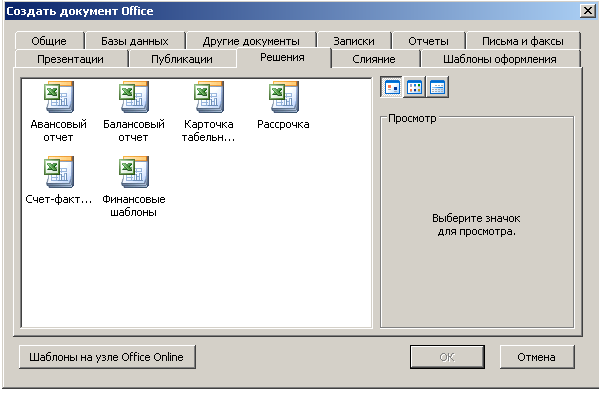 Создать документ Office
Общие Базы данных Другие документы Записки Отчеты Письма и факсы
Презентации Публикации Решения Слияние Шаблоны оформления
Авансовый отчет
Балансовый отчет
Карточка табельн...
Рассрочка
Счет-факт...
Финансовые шаблоны
Просмотр
Выберите значок
для просмотра.
Шаблоны на узле Office Online
ОК
Отмена